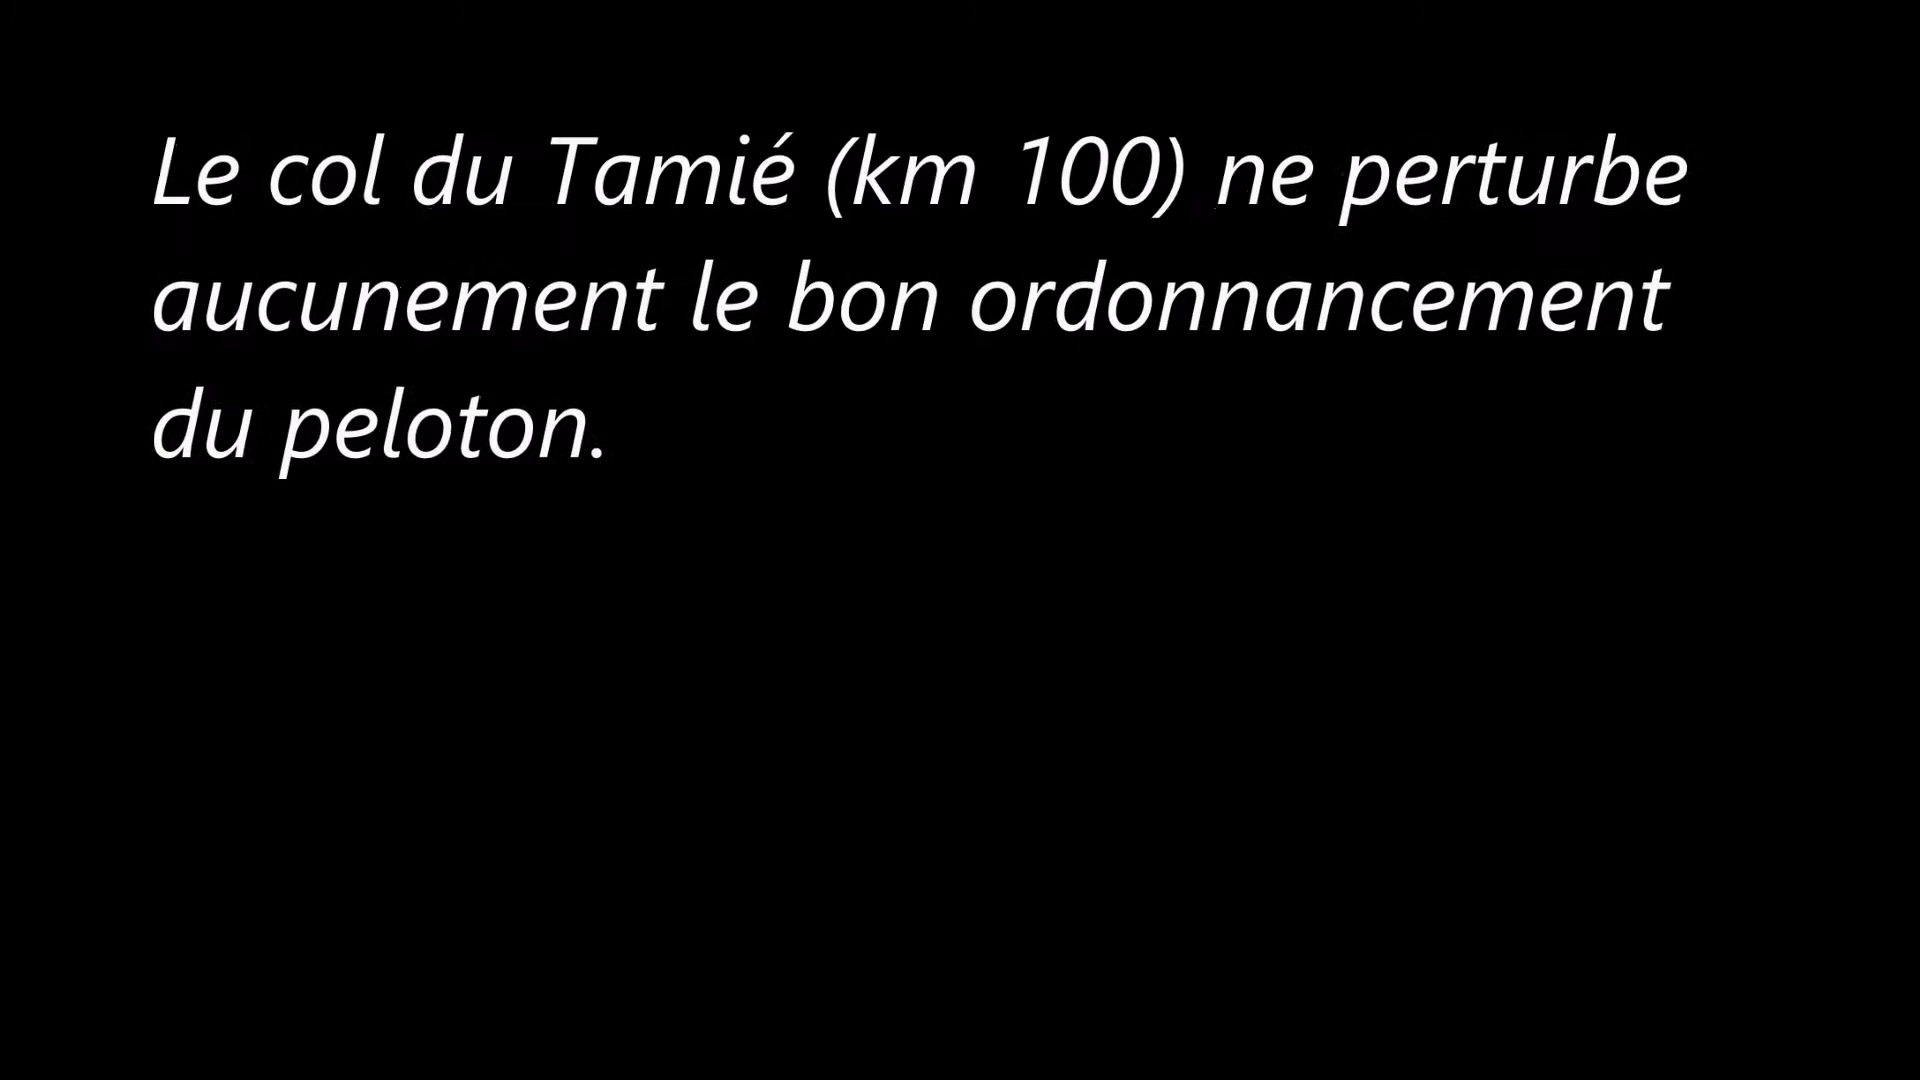 Le col du Tamié (km 100) ne perturbe
aucunement le bon ordonnancement
du peloton.